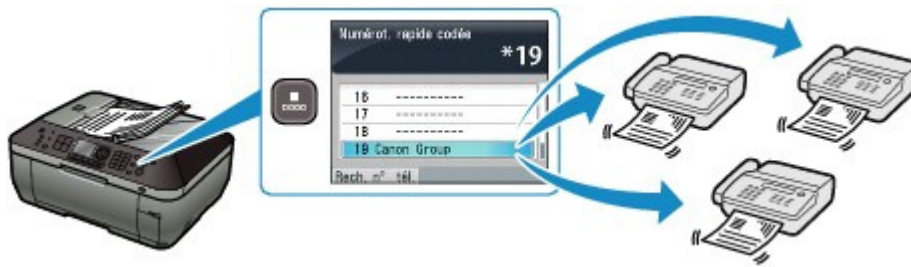 Numérot. rapide codée
*19
16 ----------
17 ----------
18 ----------
19 Canon Group
Rech. n° tél.